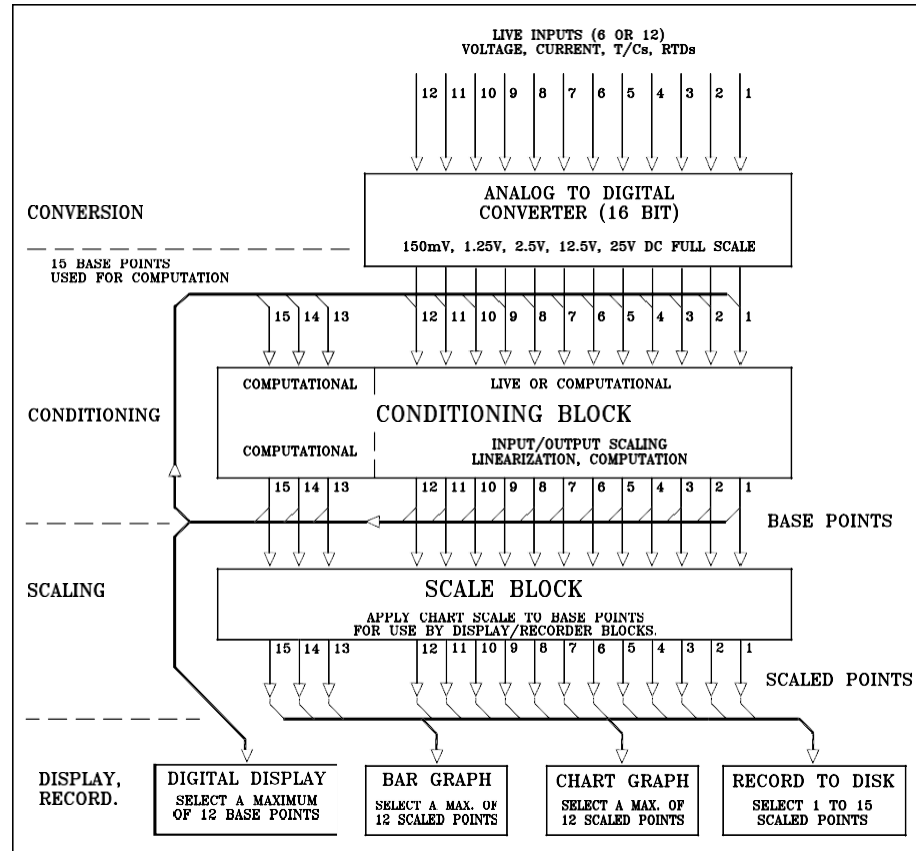 LIVE INPUTS (6 OR 12)
VOLTAGE, CURRENT, T/Cs, RTDs
12 11 10 9 8 7 6 5 4 3 2 1
ANALOG TO DIGITAL
CONVERTER (16 BIT)
CONVERSION
150mV, 1.25V, 2.5V, 12.5V, 25V DC FULL SCALE
15 BASE POINTS
USED FOR COMPUTATION
15 14 13 12 11 10 9 8 7 6 5 4 3 2 1
COMPUTATIONAL LIVE OR COMPUTATIONAL
CONDITIONING CONDITIONING BLOCK
COMPUTATIONAL INPUT/OUTPUT SCALING
LINEARIZATION, COMPUTATION
15 14 13 12 11 10 9 8 7 6 5 4 3 2 1
BASE POINTS
SCALING SCALE BLOCK
APPLY CHART SCALE TO BASE POINTS
FOR USE BY DISPLAY/RECORDER BLOCKS.
15 14 13 12 11 10 9 8 7 6 5 4 3 2 1
SCALED POINTS
DISPLAY,
RECORD.
DIGITAL DISPLAY
SELECT A MAXIMUM
OF 12 BASE POINTS
BAR GRAPH
SELECT A MAX. OF
12 SCALED POINTS
CHART GRAPH
SELECT A MAX. OF
12 SCALED POINTS
RECORD TO DISK
SELECT 1 TO 15
SCALED POINTS